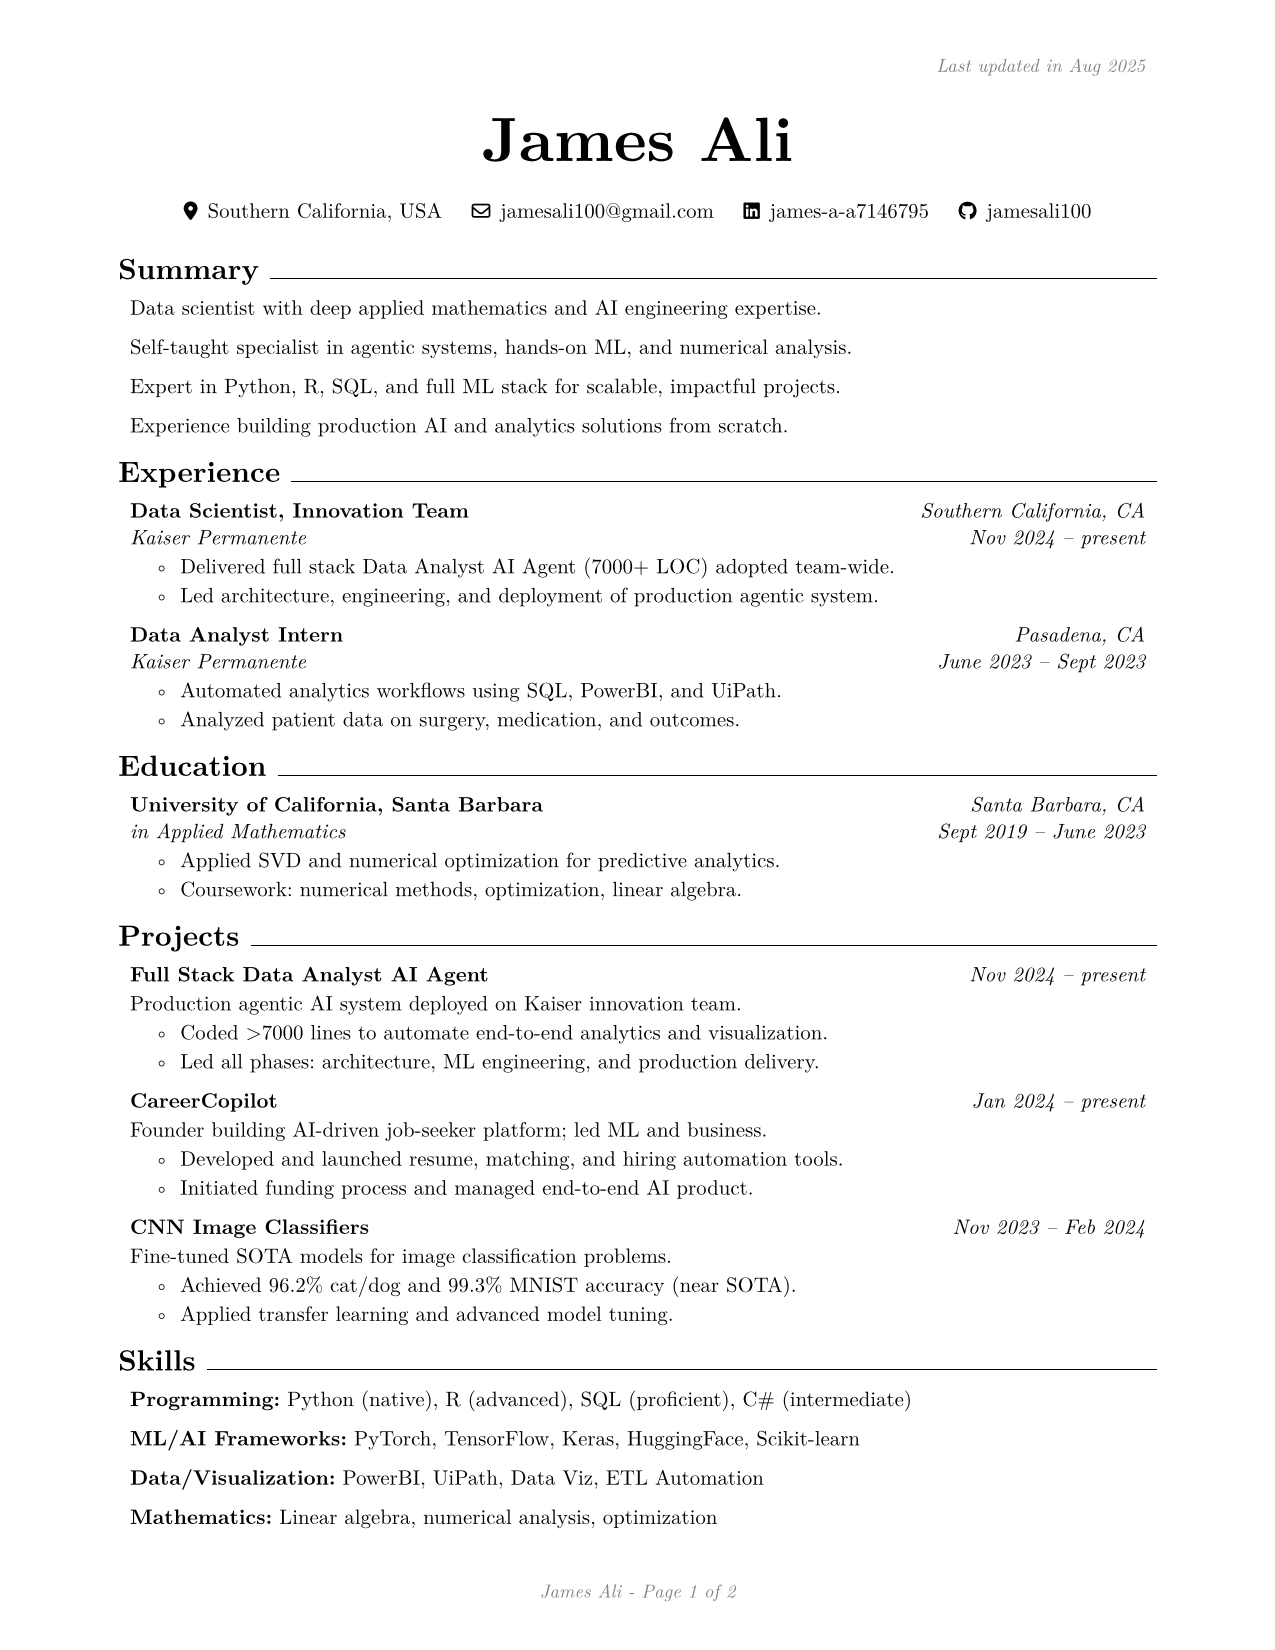 Last updated in Aug 2025
James Ali
Southern California, USA jamesali100@gmail.com james-a-a7146795 jamesali100
Summary
Data scientist with deep applied mathematics and AI engineering expertise.
Self-taught specialist in agentic systems, hands-on ML, and numerical analysis.
Expert in Python, R, SQL, and full ML stack for scalable, impactful projects.
Experience building production AI and analytics solutions from scratch.
Experience
Data Scientist, Innovation Team Southern California, CA
Kaiser Permanente Nov 2024 – present
◦ Delivered full stack Data Analyst AI Agent (7000+ LOC) adopted team-wide.
◦ Led architecture, engineering, and deployment of production agentic system.
Data Analyst Intern Pasadena, CA
Kaiser Permanente June 2023 – Sept 2023
◦ Automated analytics workflows using SQL, PowerBI, and UiPath.
◦ Analyzed patient data on surgery, medication, and outcomes.
Education
University of California, Santa Barbara Santa Barbara, CA
in Applied Mathematics Sept 2019 – June 2023
◦ Applied SVD and numerical optimization for predictive analytics.
◦ Coursework: numerical methods, optimization, linear algebra.
Projects
Full Stack Data Analyst AI Agent Nov 2024 – present
Production agentic AI system deployed on Kaiser innovation team.
◦ Coded >7000 lines to automate end-to-end analytics and visualization.
◦ Led all phases: architecture, ML engineering, and production delivery.
CareerCopilot Jan 2024 – present
Founder building AI-driven job-seeker platform; led ML and business.
◦ Developed and launched resume, matching, and hiring automation tools.
◦ Initiated funding process and managed end-to-end AI product.
CNN Image Classifiers Nov 2023 – Feb 2024
Fine-tuned SOTA models for image classification problems.
◦ Achieved 96.2% cat/dog and 99.3% MNIST accuracy (near SOTA).
◦ Applied transfer learning and advanced model tuning.
Skills
Programming: Python (native), R (advanced), SQL (proficient), C# (intermediate)
ML/AI Frameworks: PyTorch, TensorFlow, Keras, HuggingFace, Scikit-learn
Data/Visualization: PowerBI, UiPath, Data Viz, ETL Automation
Mathematics: Linear algebra, numerical analysis, optimization
James Ali - Page 1 of 2